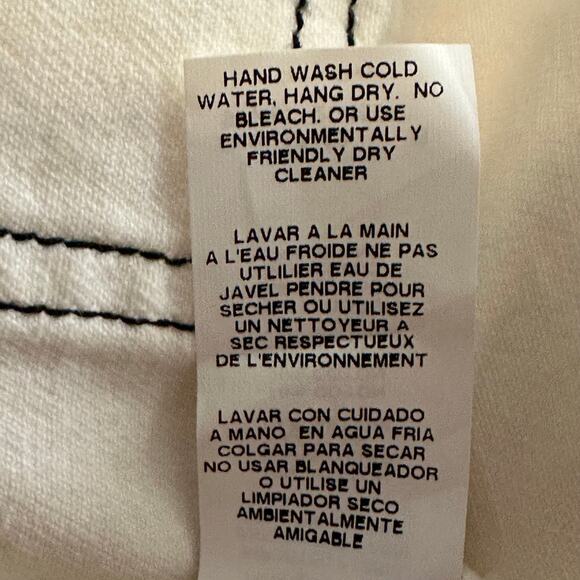 HAND WASH COLD
WATER, HANG DRY. NO
BLEACH. OR USE
ENVIRONMENTALLY
FRIENDLY DRY
CLEANER
LAVAR A LA MAIN
A L'EAU FROIDE NE PAS
UTLILIER EAU DE
JAVEL PENDRE POUR
SECHER OU UTILISEZ
UN NETTOYEUR A
SEC RESPECTUEUX
DE L'ENVIRONNEMENT
LAVAR CON CUIDADO
A MANO EN AGUA FRIA
COLGAR PARA SECAR
NO USAR BLANQUEADOR
O UTILISE UN
LIMPIADOR SECO
AMBIENTALMENTE
AMIGABLE